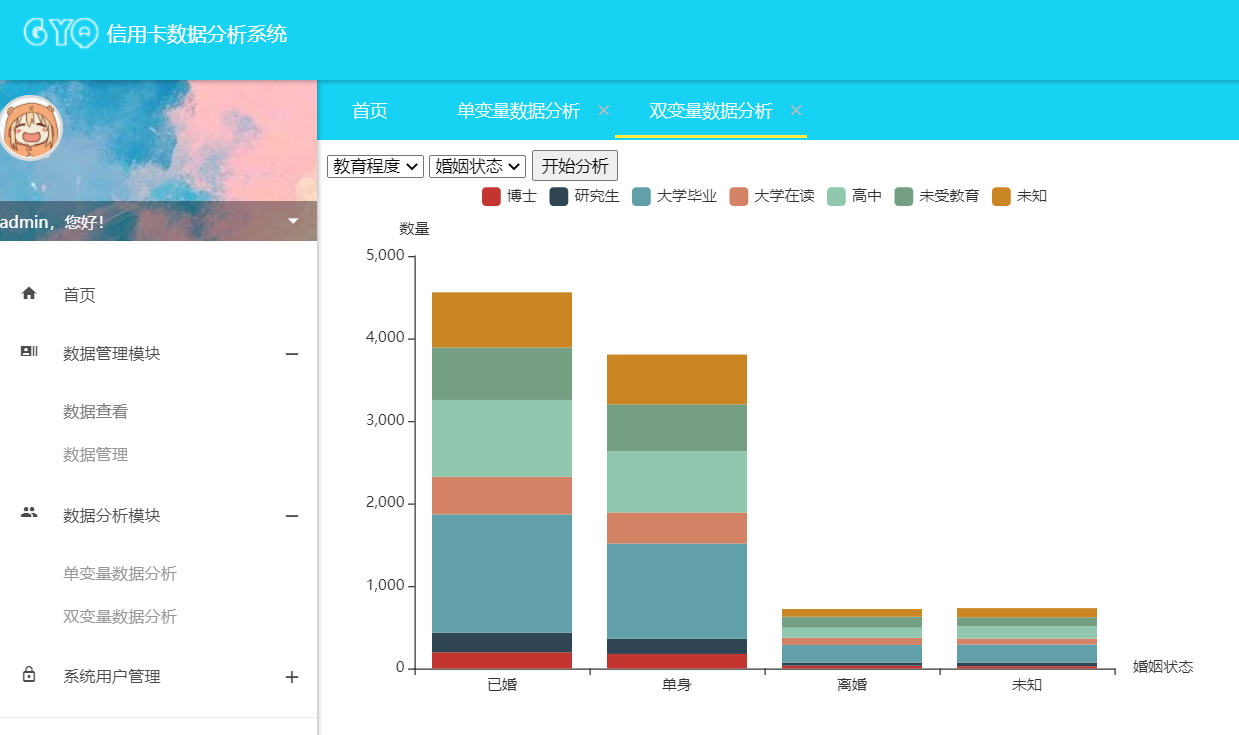 GYQ 信用卡数据分析系统
首页 单变量数据分析 × 双变量数据分析 ×
admin，您好！
首页
数据管理模块
数据查看
数据管理
数据分析模块
单变量数据分析
双变量数据分析
系统用户管理
教育程度 婚姻状态 开始分析
博士 研究生 大学毕业 大学在读 高中 未受教育 未知
数量
5,000
4,000
3,000
2,000
1,000
0
已婚 单身 离婚 未知
婚姻状态